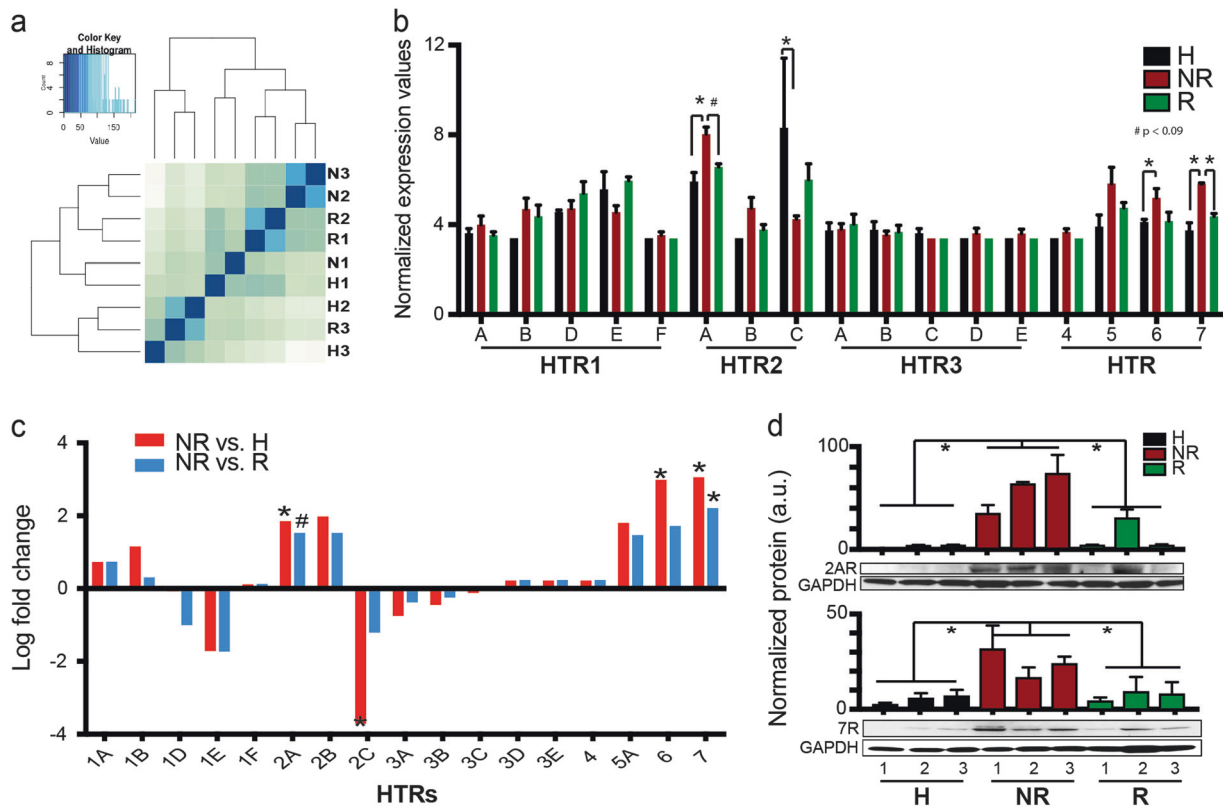 a
Color Key
and Histogram
Count
0 4 8
0 50 150
Value
N3
N2
R2
R1
N1
H1
H2
R3
H3
b
Normalized expression values
12
8
4
0
* #
*
*
* *
H
NR
R
# p < 0.09
A B D E F A B C A B C D E 4 5 6 7
HTR1 HTR2 HTR3 HTR
c
Log fold change
4
2
0
-2
-4
NR vs. H
NR vs. R
* #
*
*
* *
1A 1B 1D 1E 1F 2A 2B 2C 3A 3B 3C 3D 3E 4 5A 6 7
HTRs
d
Normalized protein (a.u.)
100
50
0
* *
H
NR
R
2AR
GAPDH
50
25
0
* *
7R
GAPDH
1 2 3 1 2 3 1 2 3
H NR R